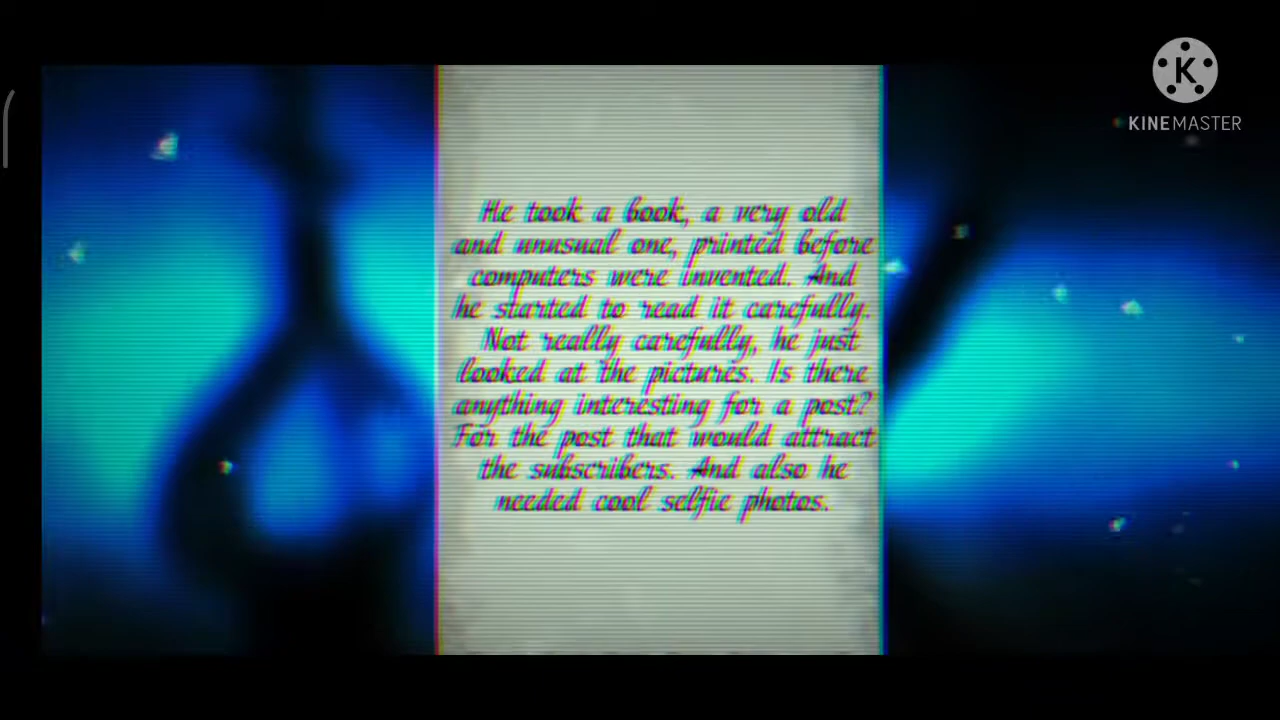 K
KINEMASTER
He took a book, a very old
and unusual one, printed before
computers were invented. And
he started to read it carefully.
Not really carefully, he just
looked at the pictures. Is there
anything interesting for a post?
For the post that would attract
the subscribers. And also he
needed cool selfie photos.